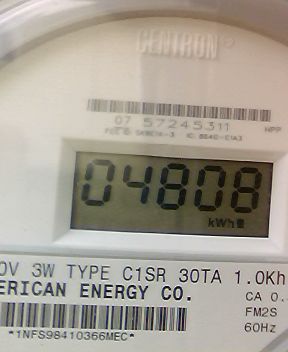 CENTRON
07 57245311 HPP
04808
kWh
0V 3W TYPE C1SR 30TA 1.0Kh
ERICAN ENERGY CO. CA 0.
FM2S
60Hz
*1NFS98410366MEC*